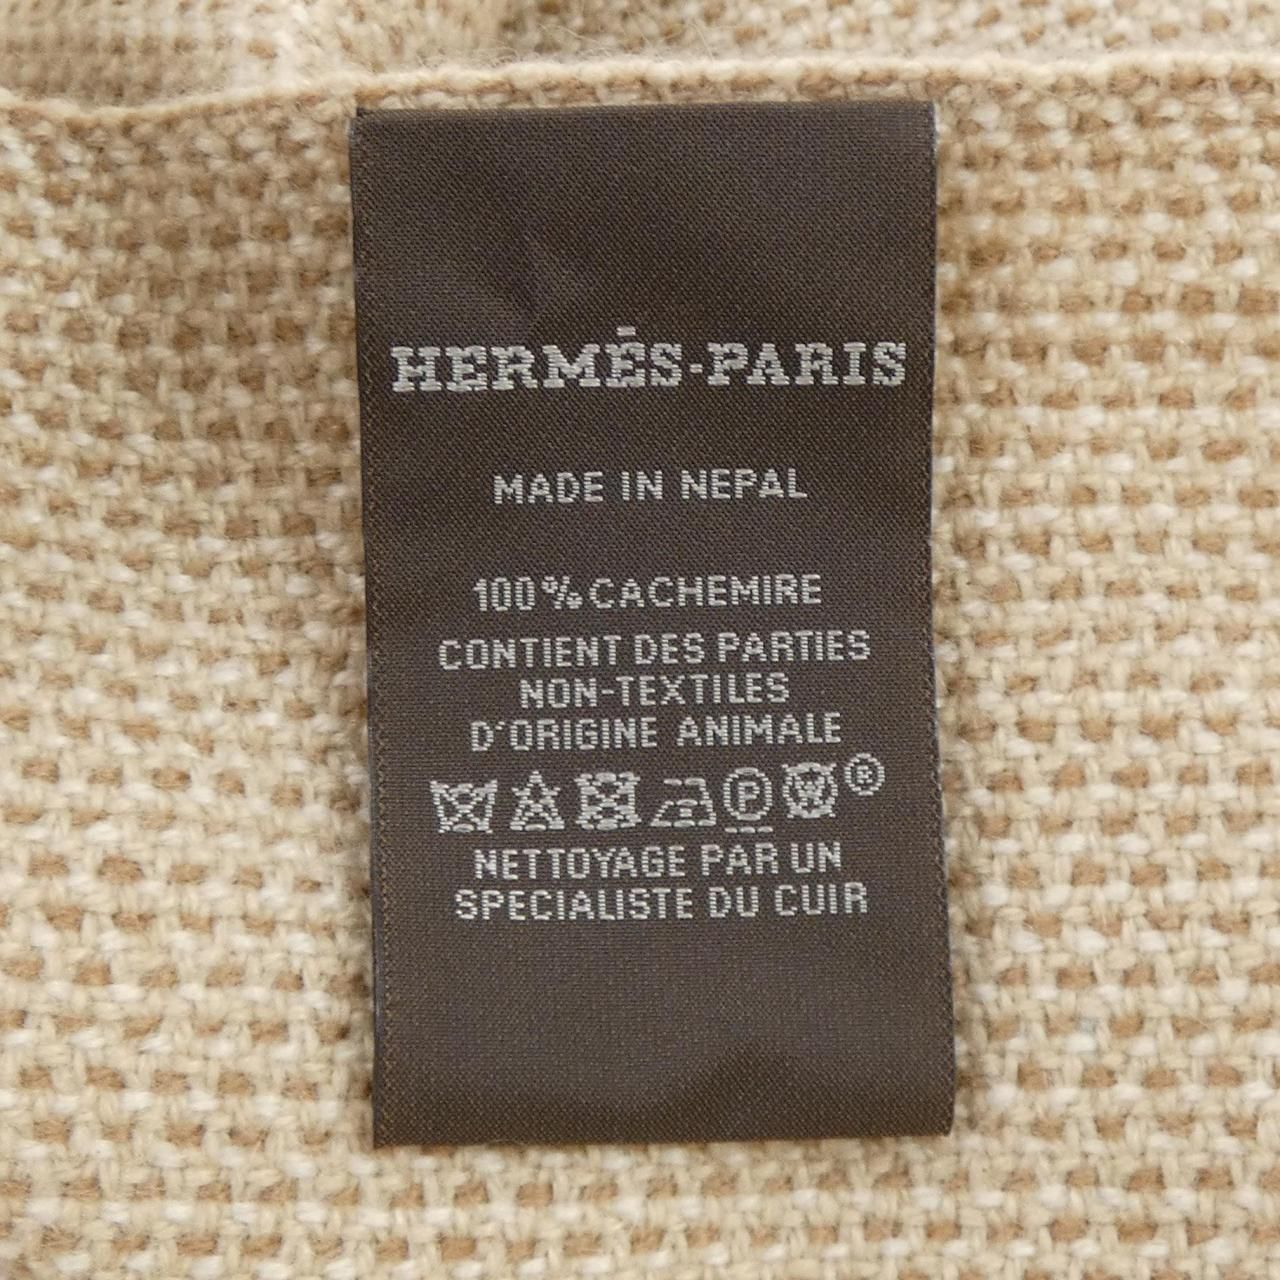 HERMÈS-PARIS
MADE IN NEPAL
100% CACHEMIRE
CONTIENT DES PARTIES
NON-TEXTILES
D'ORIGINE ANIMALE
P W ®
NETTOYAGE PAR UN
SPECIALISTE DU CUIR